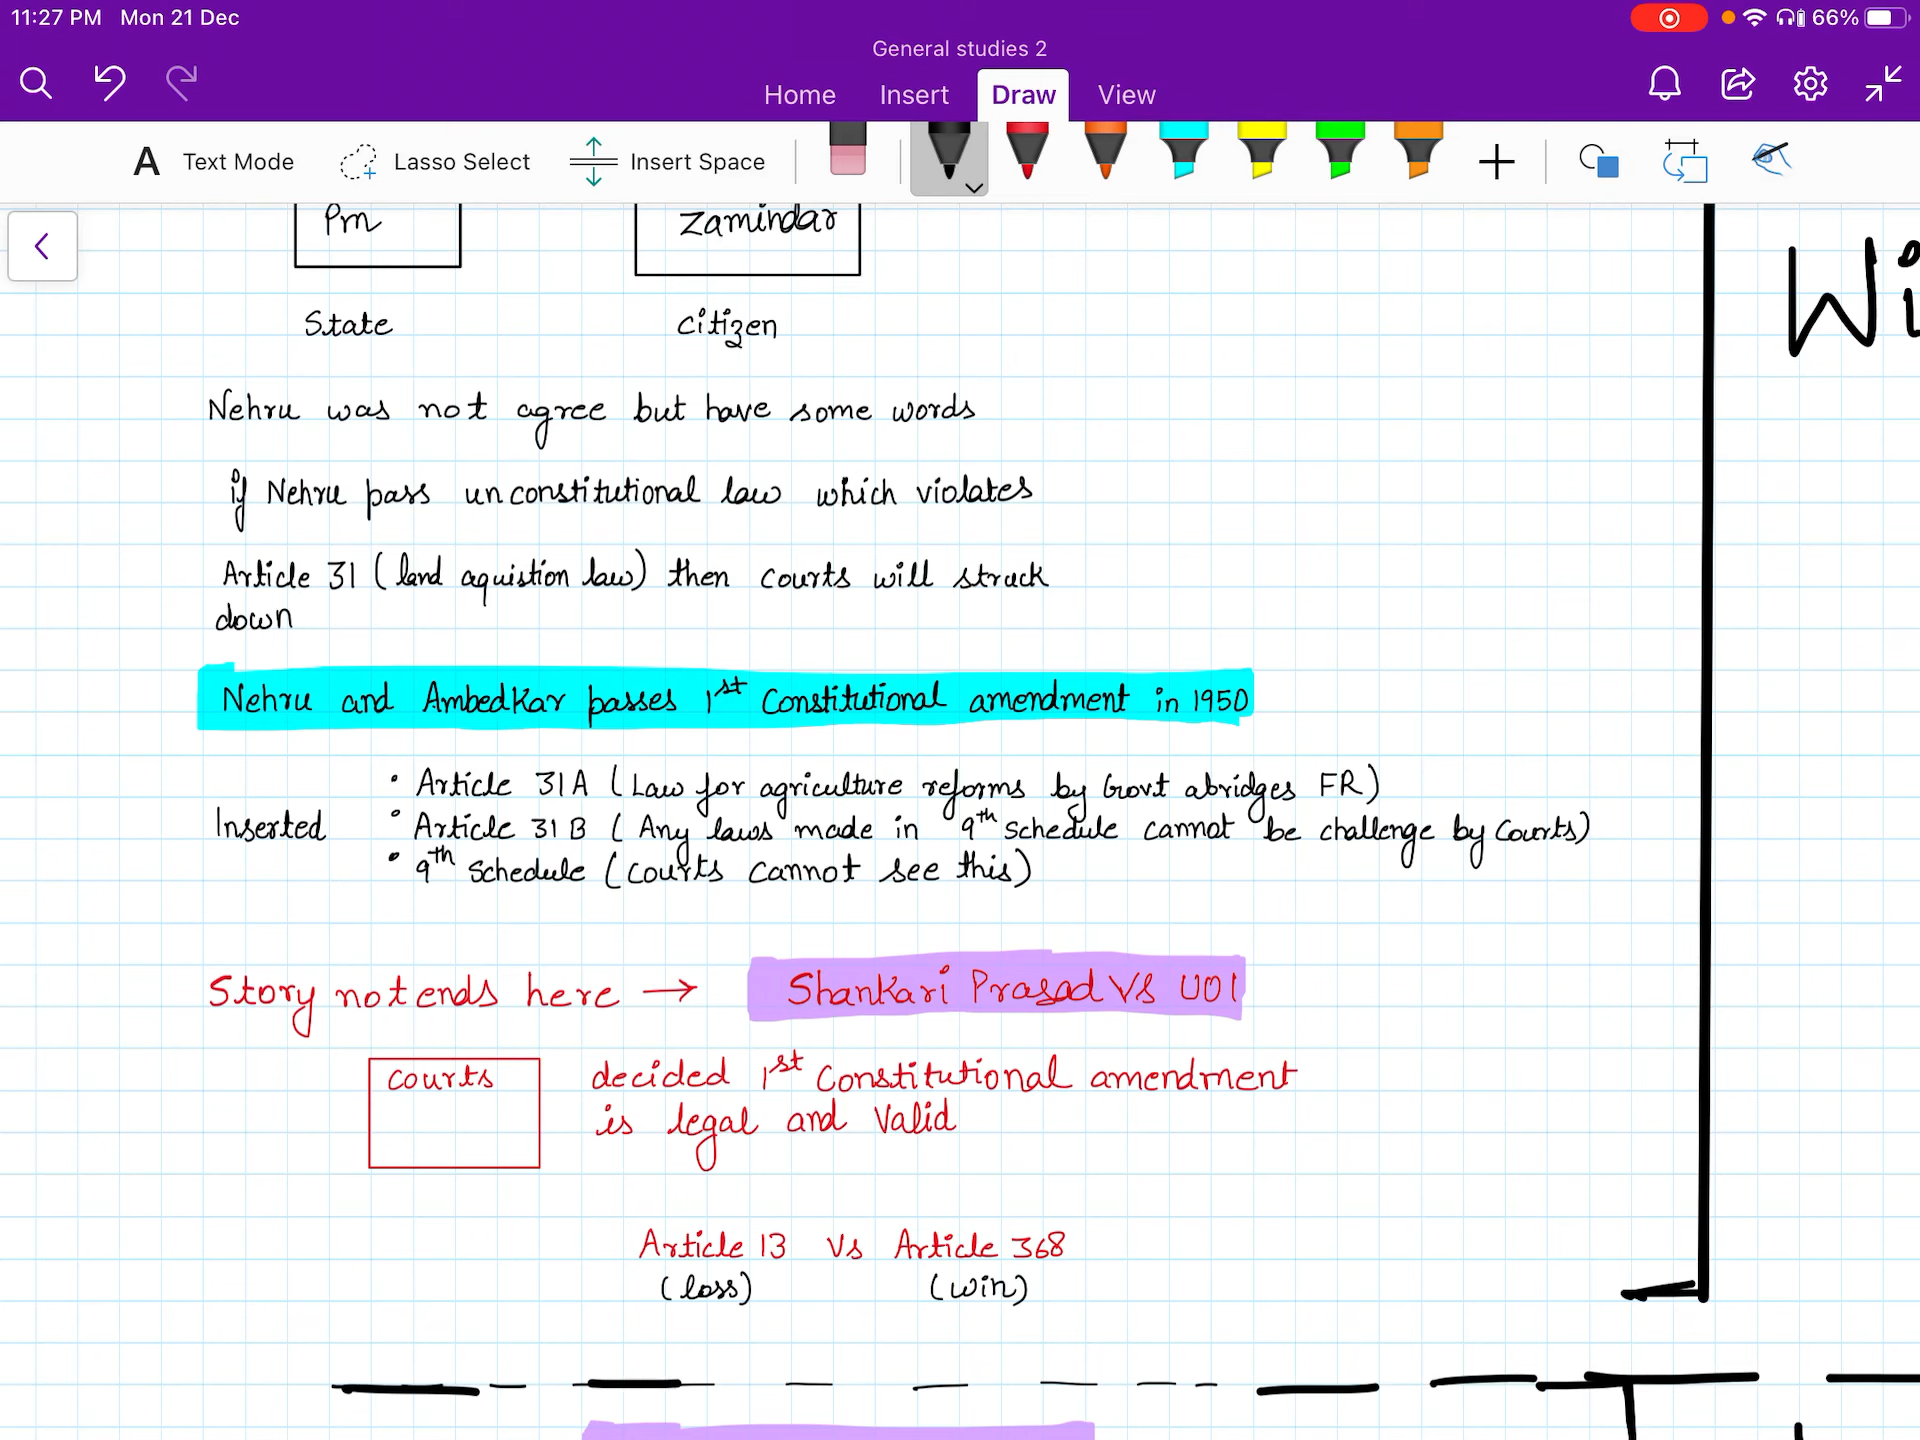 11:27 PM Mon 21 Dec
66%
General studies 2
Home Insert Draw View
A Text Mode Lasso Select Insert Space
Pm
Zamindar
State
citizen
Wi
Nehru was not agree but have some words
if Nehru pass unconstitutional law which violates
Article 31 (land aquistion law) then courts will struck
down
Nehru and Ambedkar passes 1st Constitutional amendment in 1950
• Article 31A (Law for agriculture reforms by Govt abridges FR)
Inserted
• Article 31B (Any laws made in 9th Schedule cannot be challenge by Courts)
• 9th Schedule (courts cannot see this)
Story not ends here → Shankari Prasad Vs UOI
courts
decided 1st Constitutional amendment
is legal and Valid
Article 13 Vs Article 368
(loss) (win)